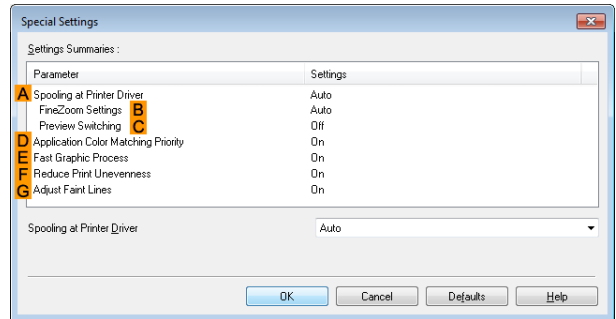 Special Settings
Settings Summaries :
Parameter Settings
A Spooling at Printer Driver Auto
FineZoom Settings B Auto
Preview Switching C Off
D Application Color Matching Priority On
E Fast Graphic Process On
F Reduce Print Unevenness On
G Adjust Faint Lines On
Spooling at Printer Driver Auto
OK Cancel Defaults Help